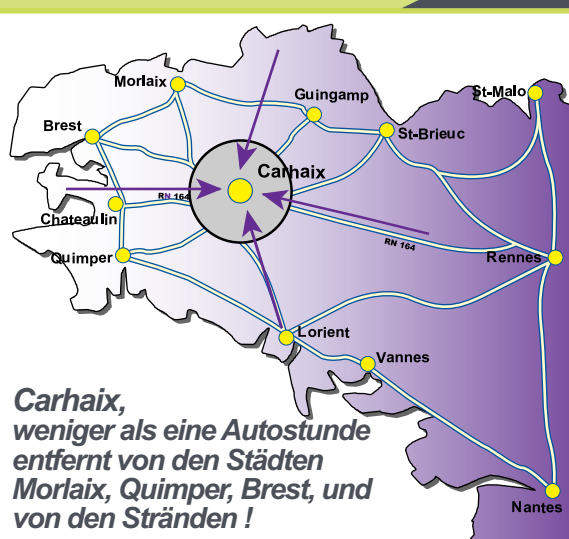 Morlaix
St-Malo
Guingamp
Brest
St-Brieuc
Carhaix
RN 164
Chateaulin
RN 164
Quimper
Rennes
Lorient
Vannes
Carhaix,
weniger als eine Autostunde
entfernt von den Städten
Morlaix, Quimper, Brest, und
von den Stränden !
Nantes